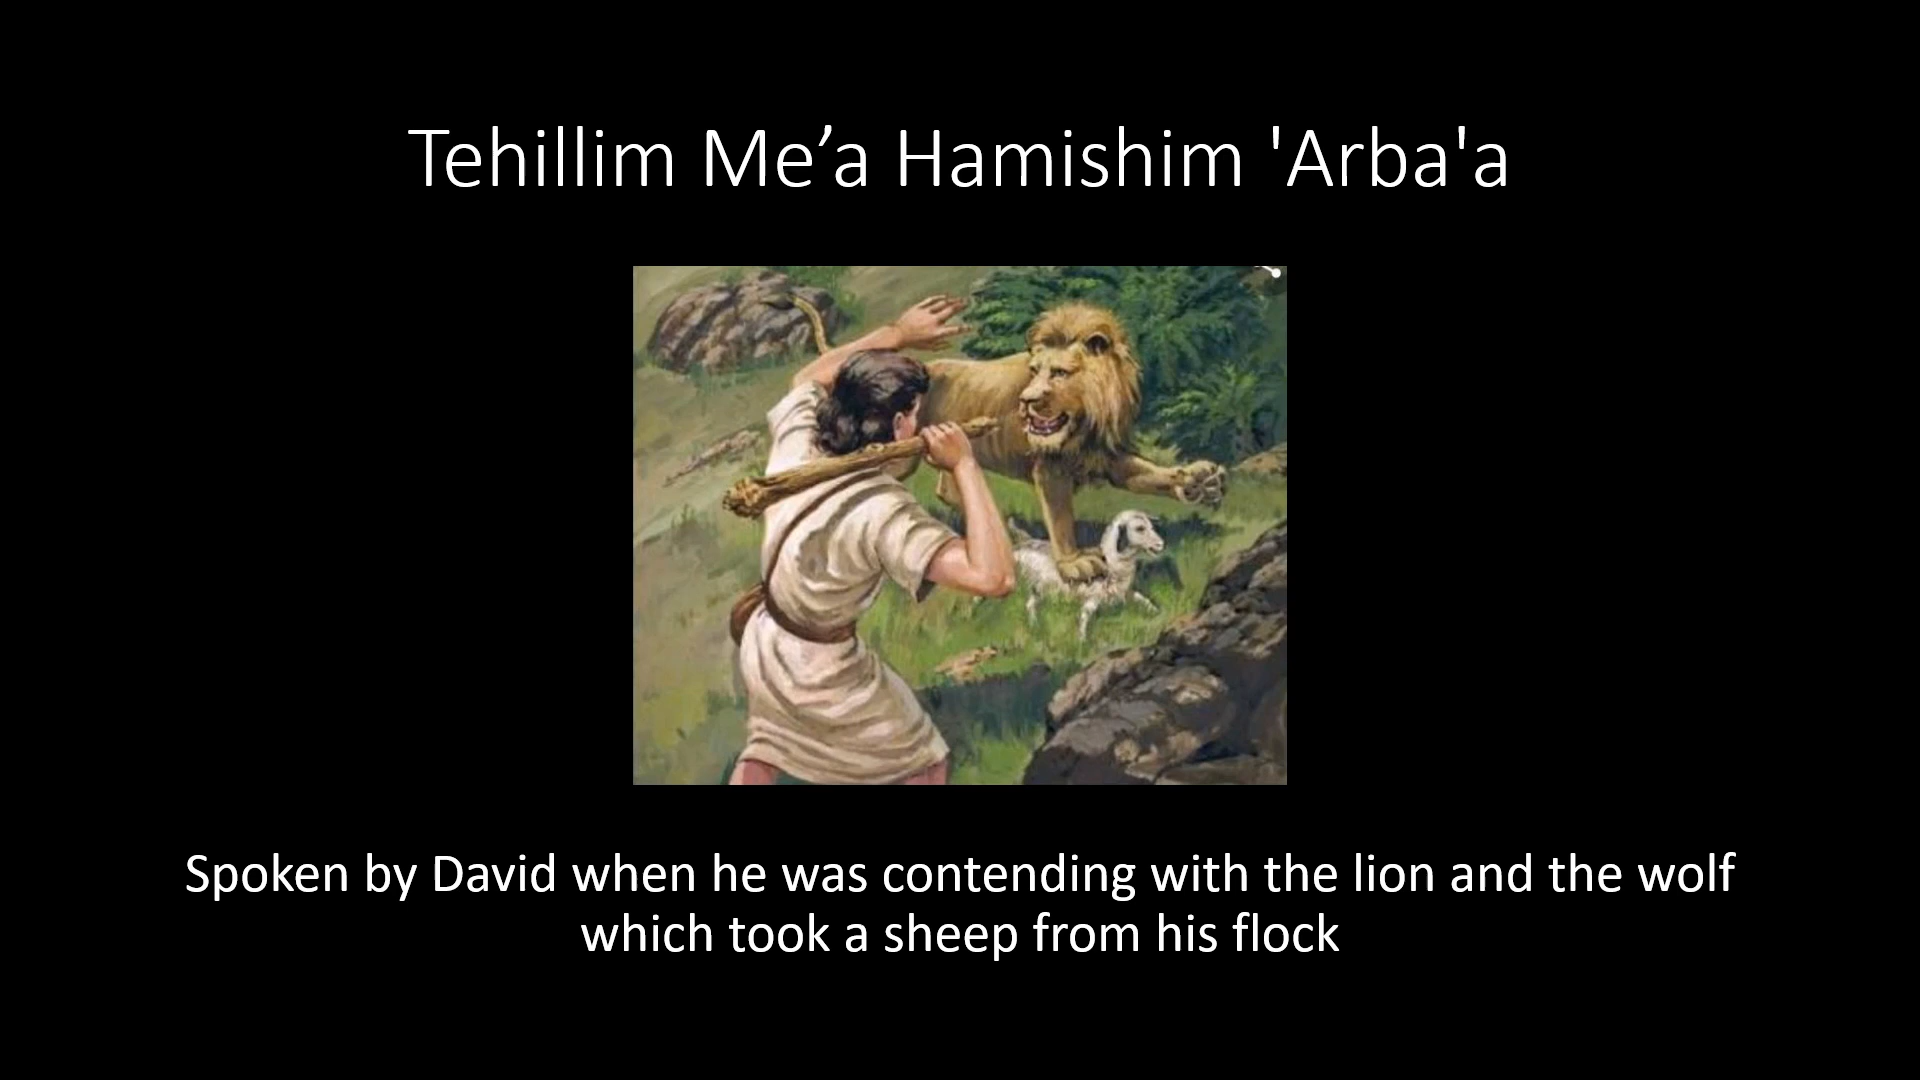 Tehillim Me’a Hamishim 'Arba'a
Spoken by David when he was contending with the lion and the wolf
which took a sheep from his flock